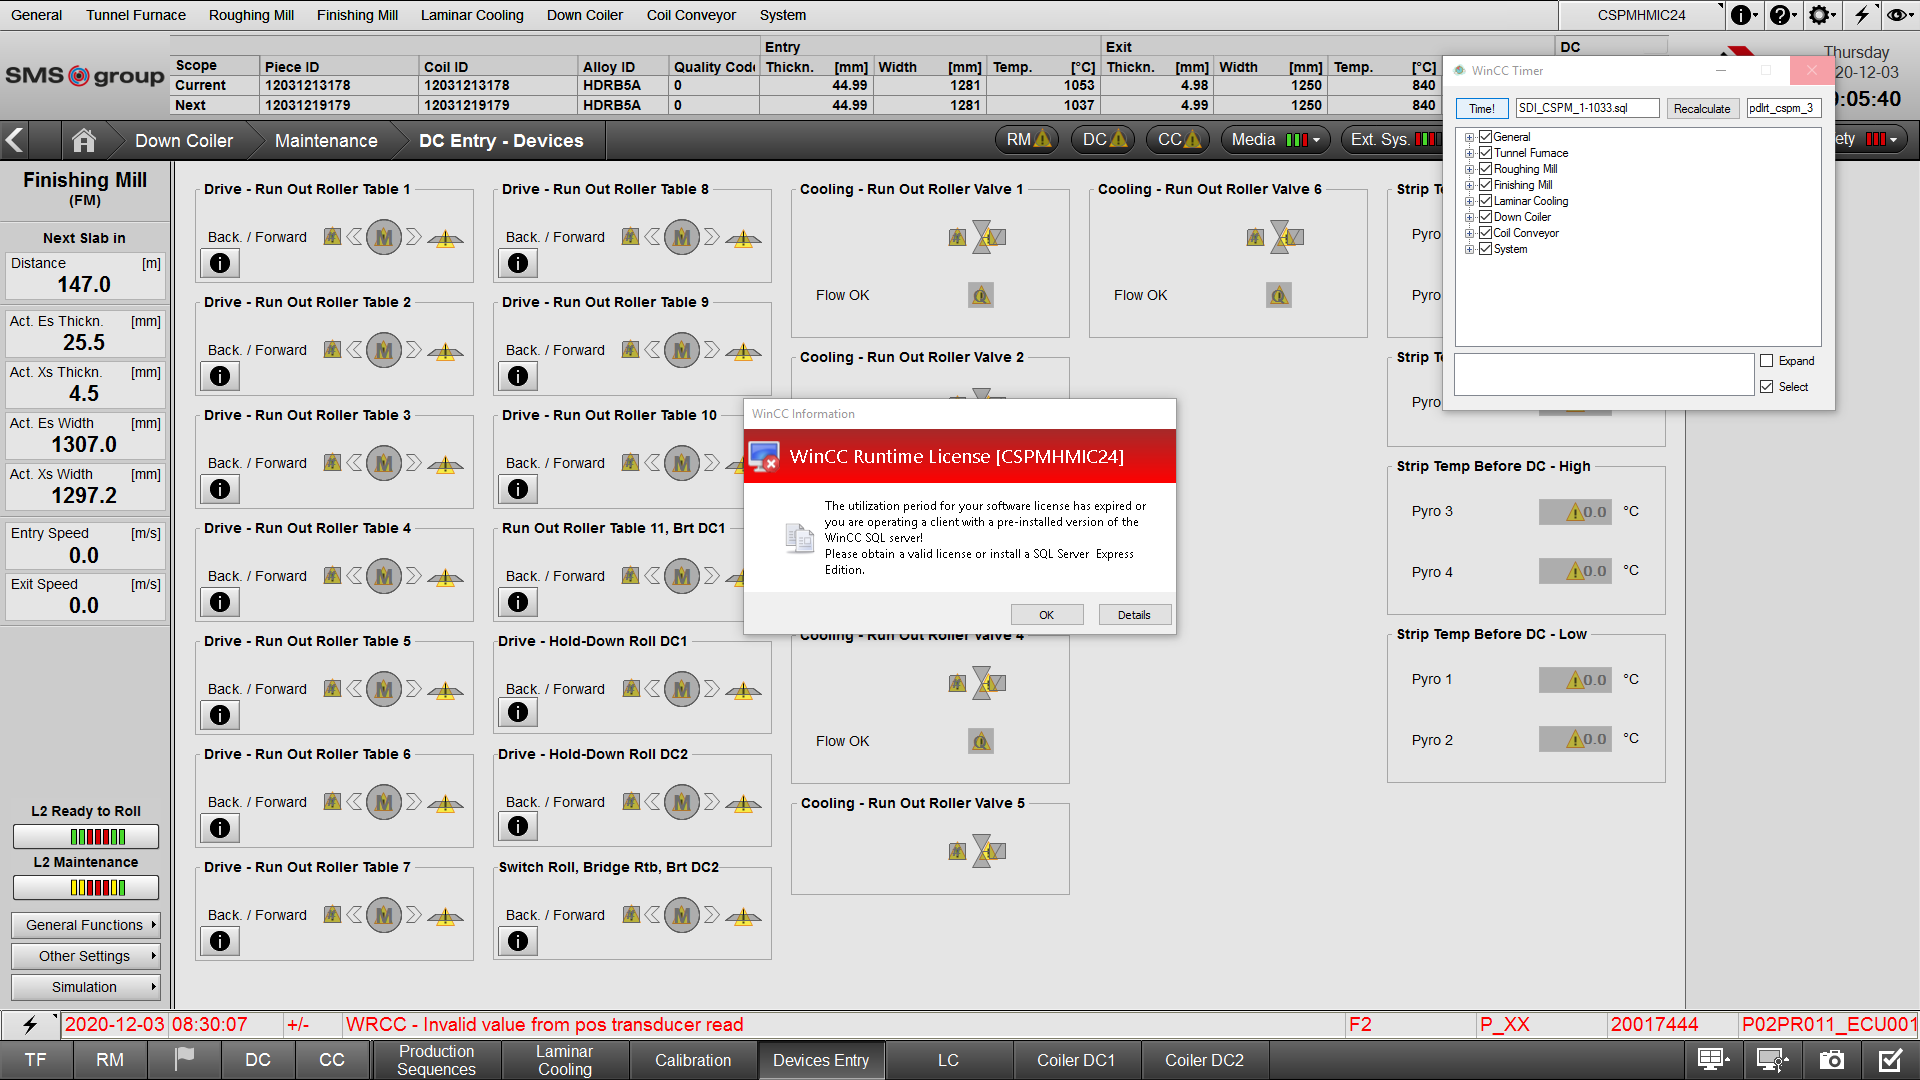 General Tunnel Furnace Roughing Mill Finishing Mill Laminar Cooling Down Coiler Coil Conveyor System CSPMHMIC24
SMS group
Entry Exit DC
Scope Piece ID Coil ID Alloy ID Quality Code Thickn. [mm] Width [mm] Temp. [°C] Thickn. [mm] Width [mm] Temp. [°C]
Current 12031213178 12031213178 HDRB5A 0 44.99 1281 1053 4.98 1250 840
Next 12031219179 12031219179 HDRB5A 0 44.99 1281 1037 4.99 1250 840
Thursday
20-12-03
:05:40
Down Coiler Maintenance DC Entry - Devices RM DC CC Media Ext. Sys. ety
WinCC Timer
Time! SDI_CSPM_1-1033.sql Recalculate pdlrt_cspm_3
General
Tunnel Furnace
Roughing Mill
Finishing Mill
Laminar Cooling
Down Coiler
Coil Conveyor
System
Expand
Select
Finishing Mill
(FM)
Next Slab in
Distance [m]
147.0
Act. Es Thickn. [mm]
25.5
Act. Xs Thickn. [mm]
4.5
Act. Es Width [mm]
1307.0
Act. Xs Width [mm]
1297.2
Entry Speed [m/s]
0.0
Exit Speed [m/s]
0.0
L2 Ready to Roll
L2 Maintenance
General Functions
Other Settings
Simulation
Drive - Run Out Roller Table 1
Back. / Forward M
Drive - Run Out Roller Table 2
Back. / Forward M
Drive - Run Out Roller Table 3
Back. / Forward M
Drive - Run Out Roller Table 4
Back. / Forward M
Drive - Run Out Roller Table 5
Back. / Forward M
Drive - Run Out Roller Table 6
Back. / Forward M
Drive - Run Out Roller Table 7
Back. / Forward M
Drive - Run Out Roller Table 8
Back. / Forward M
Drive - Run Out Roller Table 9
Back. / Forward M
Drive - Run Out Roller Table 10
Back. / Forward M
Run Out Roller Table 11, Brt DC1
Back. / Forward M
Drive - Hold-Down Roll DC1
Back. / Forward M
Drive - Hold-Down Roll DC2
Back. / Forward M
Switch Roll, Bridge Rtb, Brt DC2
Back. / Forward M
Cooling - Run Out Roller Valve 1
Flow OK
Cooling - Run Out Roller Valve 2
Cooling - Run Out Roller Valve 4
Flow OK
Cooling - Run Out Roller Valve 5
Cooling - Run Out Roller Valve 6
Flow OK
Strip Te
Pyro
Pyro
Strip Te
Pyro
Strip Temp Before DC - High
Pyro 3 0.0 °C
Pyro 4 0.0 °C
Strip Temp Before DC - Low
Pyro 1 0.0 °C
Pyro 2 0.0 °C
WinCC Information
WinCC Runtime License [CSPMHMIC24]
The utilization period for your software license has expired or
you are operating a client with a pre-installed version of the
WinCC SQL server!
Please obtain a valid license or install a SQL Server Express
Edition.
OK Details
2020-12-03 08:30:07 +/- WRCC - Invalid value from pos transducer read F2 P_XX 20017444 P02PR011_ECU001
TF RM DC CC Production Sequences Laminar Cooling Calibration Devices Entry LC Coiler DC1 Coiler DC2